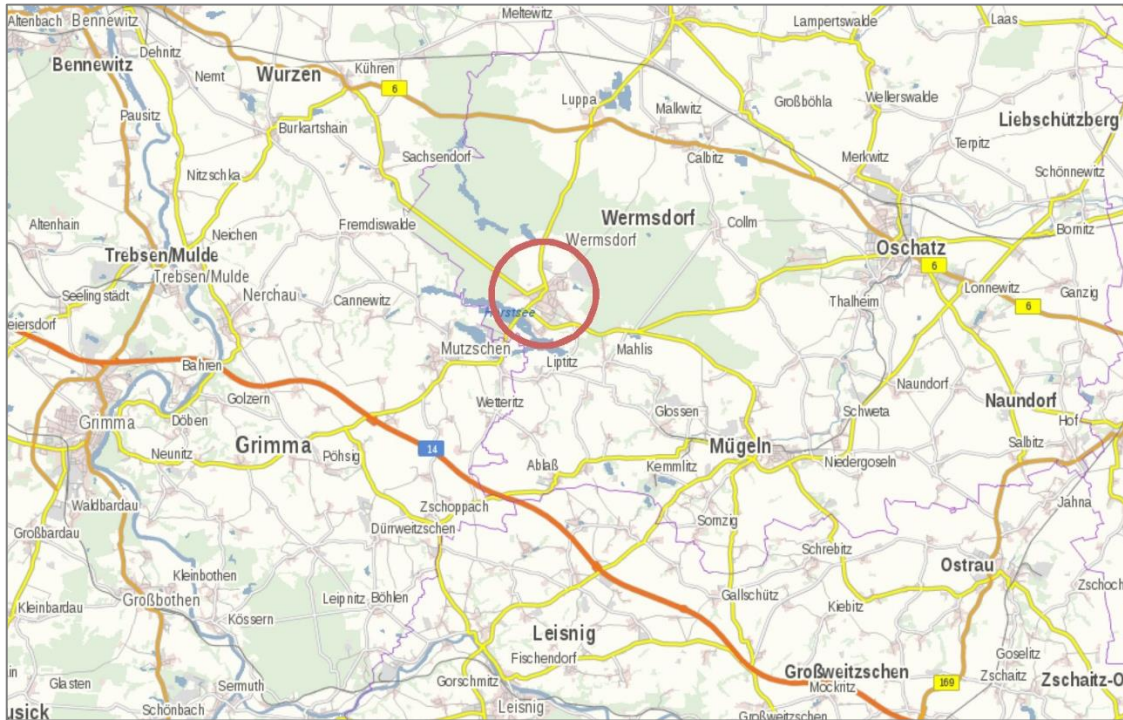 Altenbach
Bennewitz
Meltewitz
Lampertswalde
Laas
Dehnitz
Bennewitz
Nemt
Wurzen
Kühren
6
Luppa
Malkwitz
Großböhla
Wellerswalde
Liebschützberg
Pausitz
Burkartshain
Terpitz
Sachsendorf
Calbitz
Merkwitz
Schönnewitz
Nitzschka
Altenhain
Neichen
Fremdiswalde
Wermsdorf
Wermsdorf
Collm
Bornitz
Trebsen/Mulde
Trebsen/Mulde
Oschatz
6
Seelingstädt
Nerchau
Cannewitz
Thalheim
Lonnewitz
Ganzig
6
eiersdorf
Horstsee
Mutzschen
Liptitz
Mahlis
Bahren
Golzern
Wetteritz
Naundorf
Naundorf
Grimma
Döben
Glossen
Schweta
Hof
Neunitz
Grimma
Pöhsig
14
Ablaß
Kemmlitz
Mügeln
Niedergoseln
Salbitz
Waldbardau
Zschoppach
Jahna
Großbardau
Dürrweitzschen
Sornzig
Schrebitz
Ostrau
Kleinbothen
Zschoch
Kleinbardau
Großbothen
Leipnitz
Böhlen
Gallschütz
Kiebitz
Kössern
Leisnig
Goselitz
Fischendorf
Großweitzschen
Zschaitz
Zschaitz-O
in
Glasten
Sermuth
Gorschmitz
Mockritz
169
usick
Schönbach
Leisnig
Großweitzschen